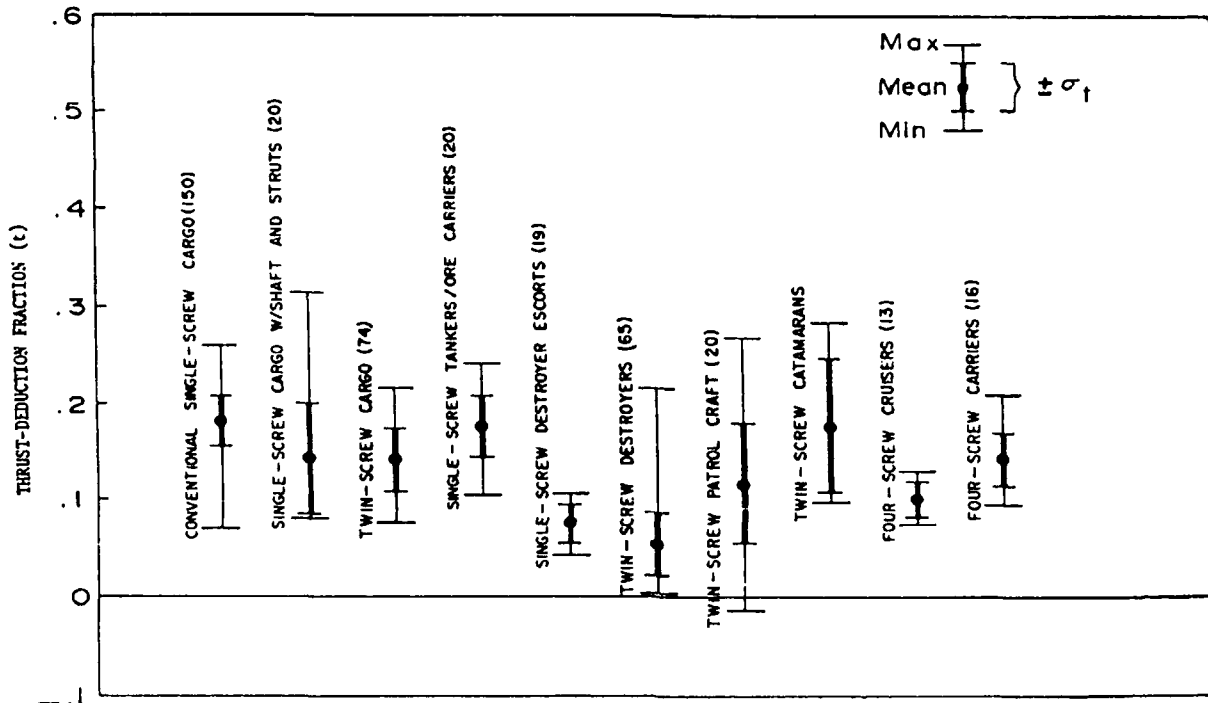 .6
.5
.4
.3
.2
.1
0
THRUST-DEDUCTION FRACTION (t)
CONVENTIONAL SINGLE-SCREW CARGO(150)
SINGLE-SCREW CARGO W/SHAFT AND STRUTS (20)
TWIN-SCREW CARGO (74)
SINGLE-SCREW TANKERS/ORE CARRIERS (20)
SINGLE-SCREW DESTROYER ESCORTS (19)
TWIN-SCREW DESTROYERS (65)
TWIN-SCREW PATROL CRAFT (20)
TWIN-SCREW CATAMARANS
FOUR-SCREW CRUISERS (13)
FOUR-SCREW CARRIERS (16)
Max
Mean } ± σt
Min